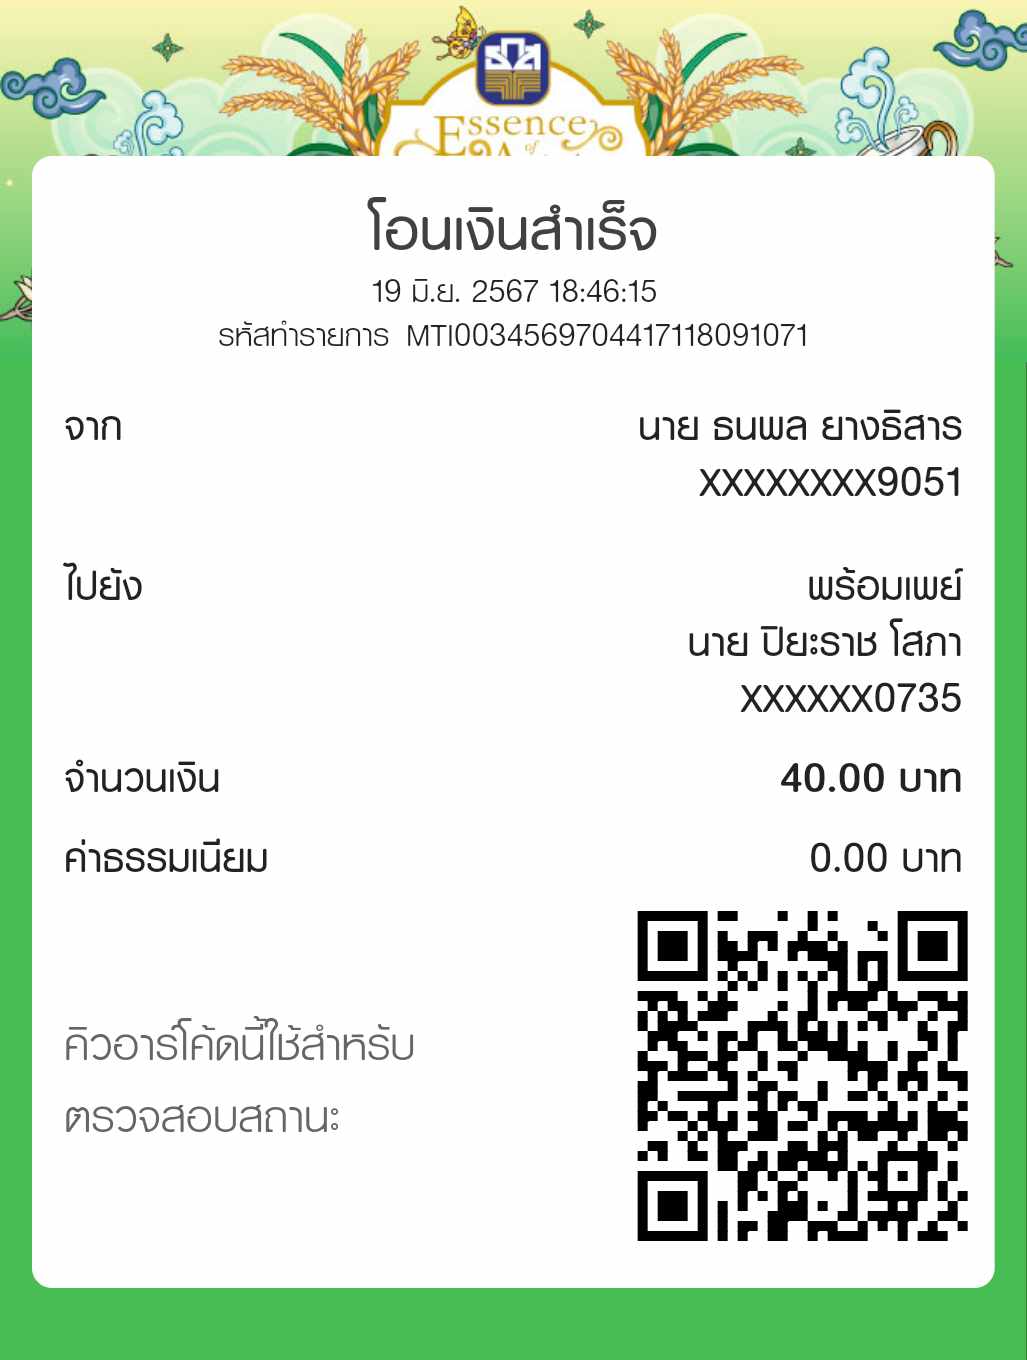 Essence
of
โอนเงินสำเร็จ
19 มิ.ย. 2567 18:46:15
รหัสทำรายการ MTI0034569704417118091071
จาก
นาย ธนพล ยางธิสาร
XXXXXXXX9051
ไปยัง
พร้อมเพย์
นาย ปิยะราช โสภา
XXXXXX0735
จำนวนเงิน
40.00 บาท
ค่าธรรมเนียม
0.00 บาท
คิวอาร์โค้ดนี้ใช้สำหรับ
ตรวจสอบสถานะ